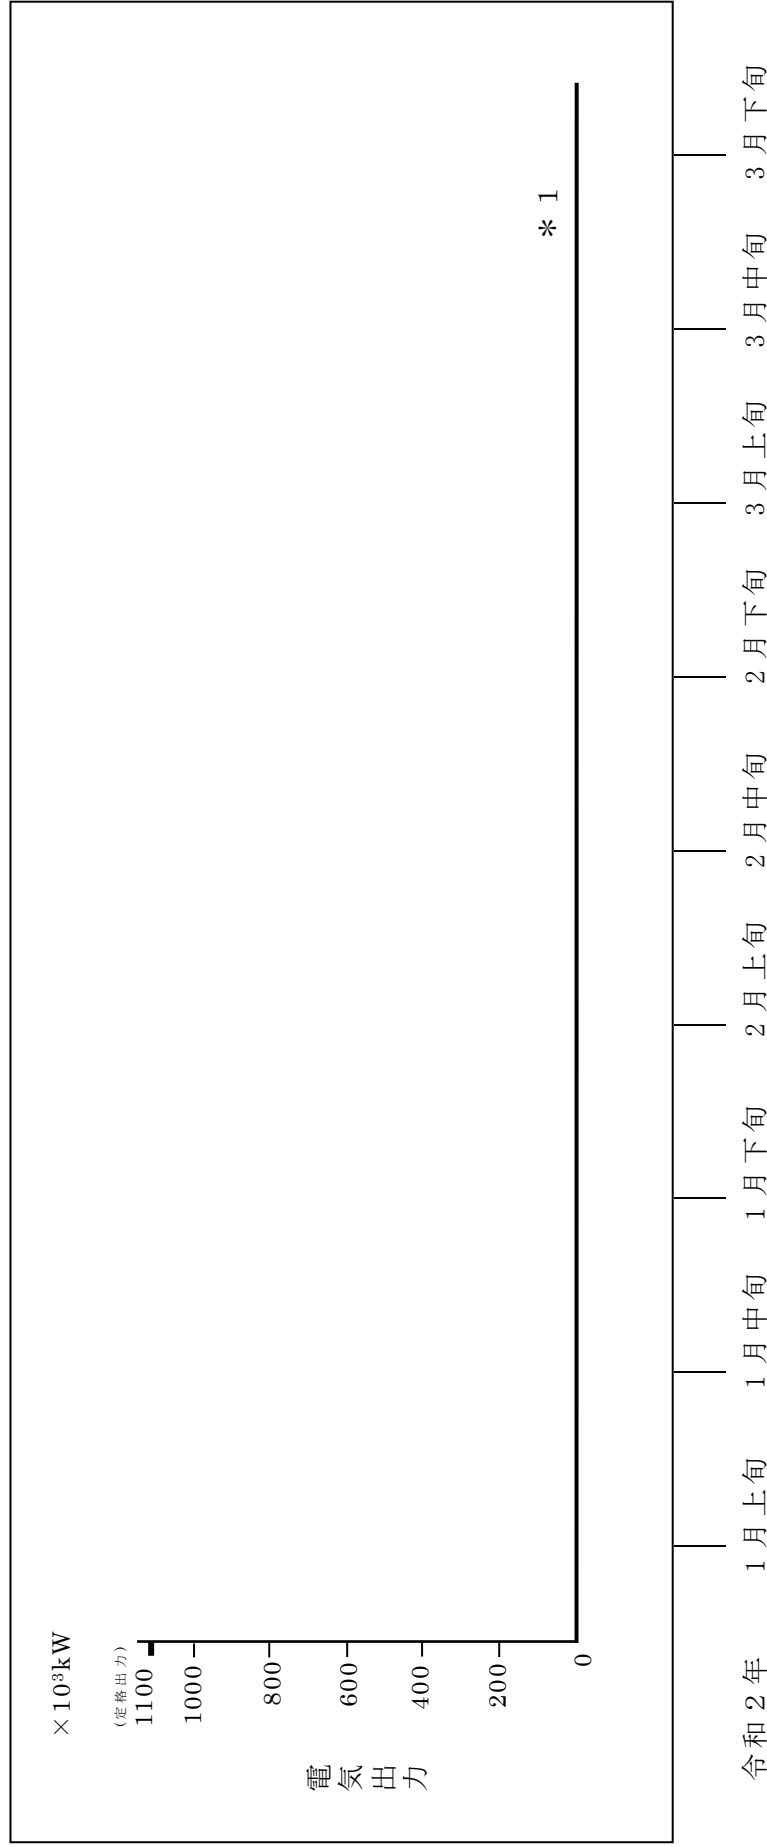 ×10³kW
(定格出力)
1100
1000
800
600
400
200
0
電気出力
＊1
令和2年
1月上旬
1月中旬
1月下旬
2月上旬
2月中旬
2月下旬
3月上旬
3月中旬
3月下旬